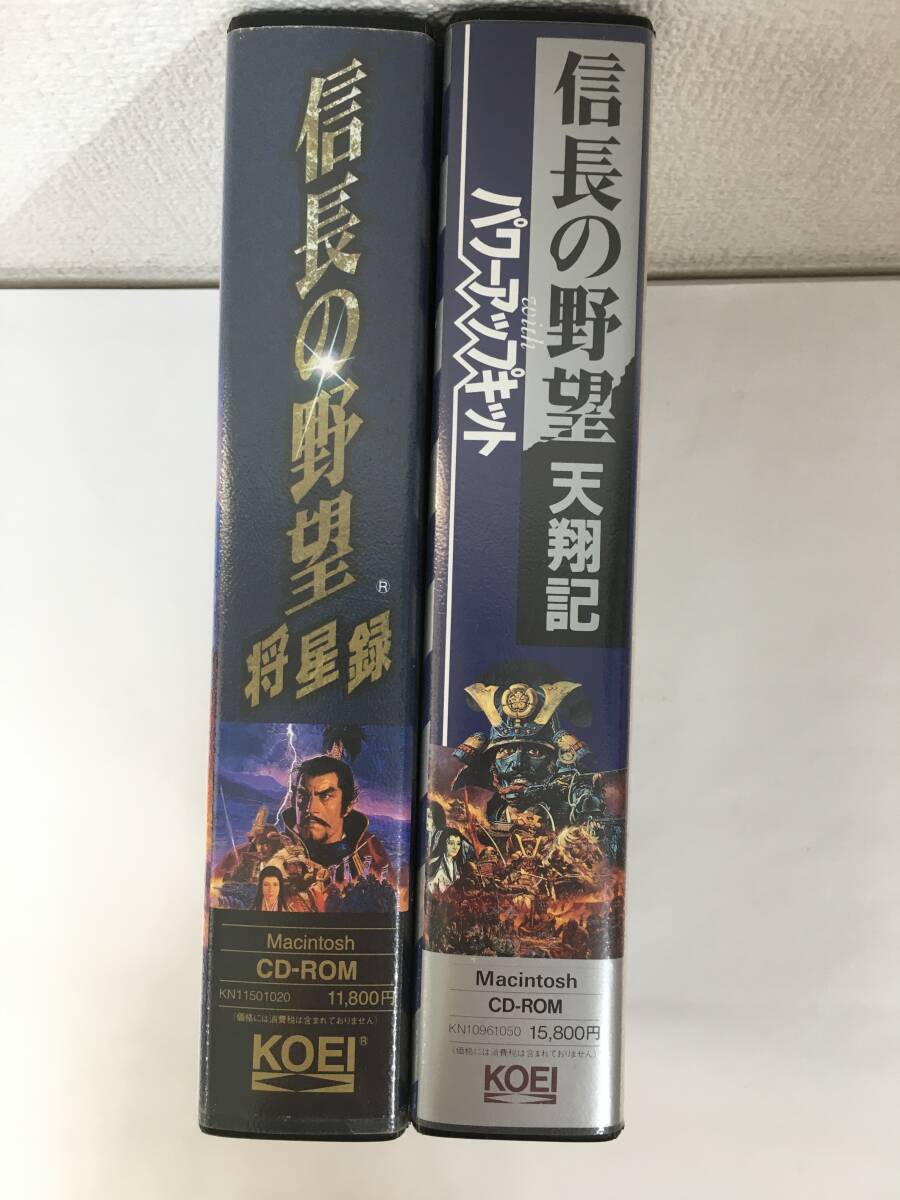 信長の野望
®
将星録
Macintosh
CD-ROM
KN11501020 11,800円
(価格には消費税は含まれておりません)
KOEI®
信長の野望
天翔記
with
パワーアップキット
Macintosh
CD-ROM
KN10961050 15,800円
(価格には消費税は含まれておりません)
KOEI